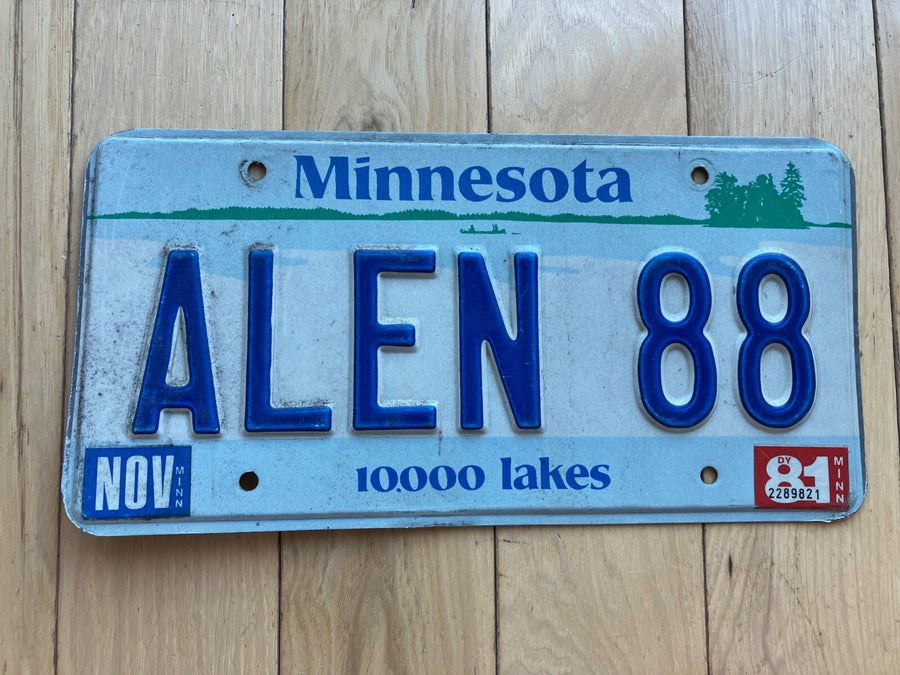 Minnesota
ALEN 88
NOV MINN
10,000 lakes
DY 81 MINN
2289821